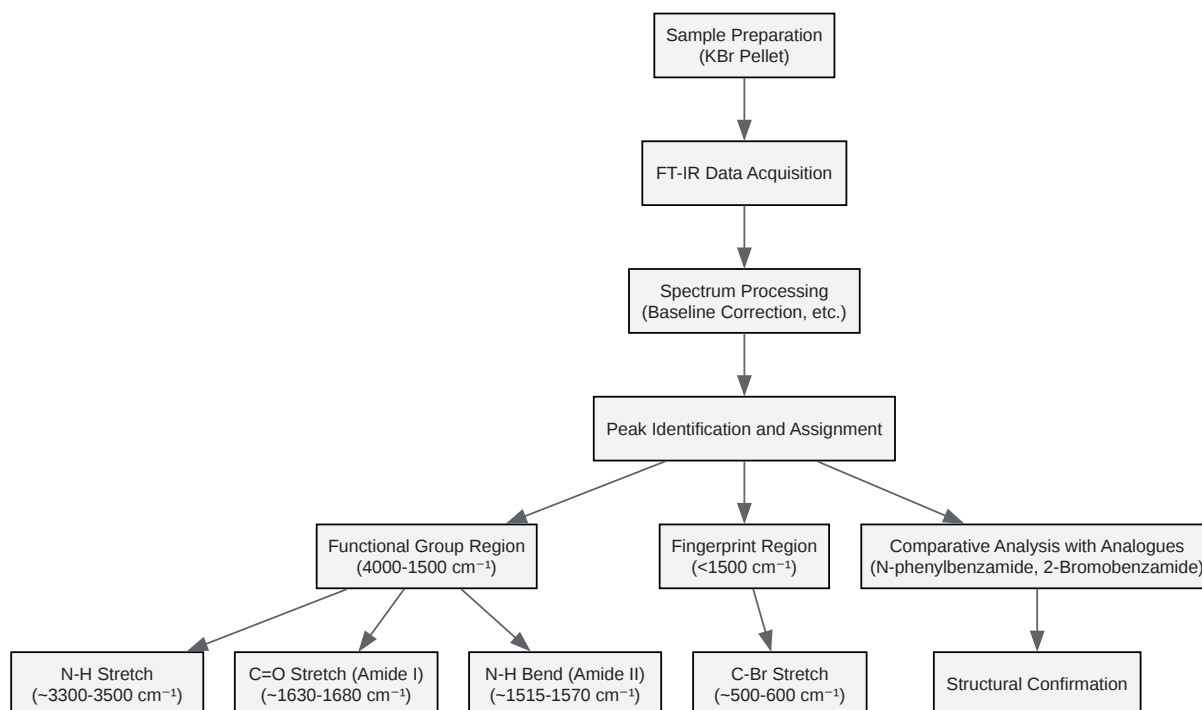 Sample Preparation
(KBr Pellet)
FT-IR Data Acquisition
Spectrum Processing
(Baseline Correction, etc.)
Peak Identification and Assignment
Functional Group Region
(4000-1500 cm⁻¹)
Fingerprint Region
(<1500 cm⁻¹)
Comparative Analysis with Analogues
(N-phenylbenzamide, 2-Bromobenzamide)
N-H Stretch
(~3300-3500 cm⁻¹)
C=O Stretch (Amide I)
(~1630-1680 cm⁻¹)
N-H Bend (Amide II)
(~1515-1570 cm⁻¹)
C-Br Stretch
(~500-600 cm⁻¹)
Structural Confirmation